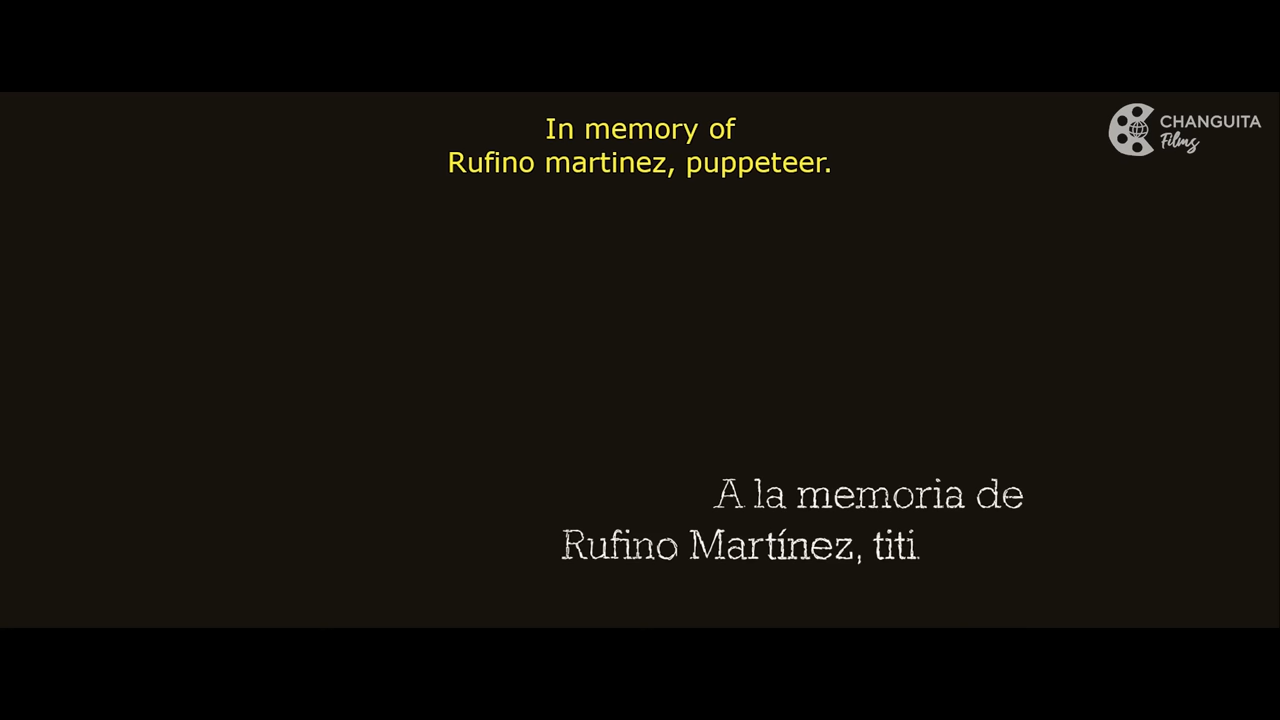 In memory of
Rufino martinez, puppeteer.
CHANGUITA
Films
A la memoria de
Rufino Martínez, titi